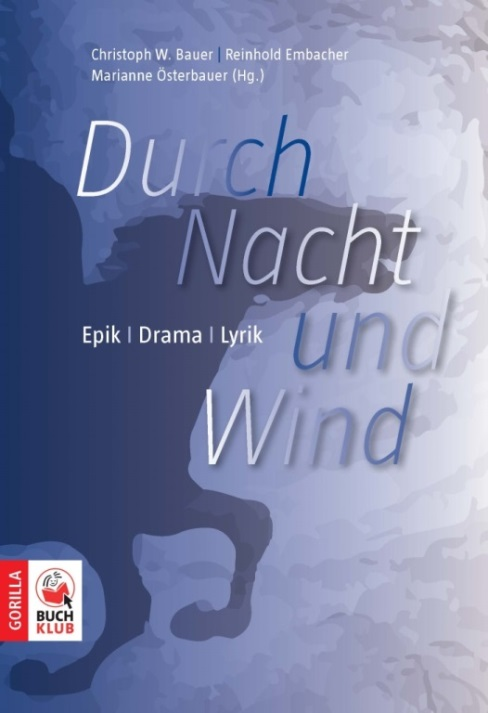 Christoph W. Bauer | Reinhold Embacher
Marianne Österbauer (Hg.)
Durch
Nacht
Epik | Drama | Lyrik
und
Wind
GORILLA
BUCH
KLUB